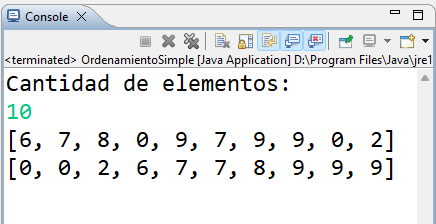 Console
<terminated> OrdenamientoSimple [Java Application] D:\Program Files\Java\jre1
Cantidad de elementos:
10
[6, 7, 8, 0, 9, 7, 9, 9, 0, 2]
[0, 0, 2, 6, 7, 7, 8, 9, 9, 9]